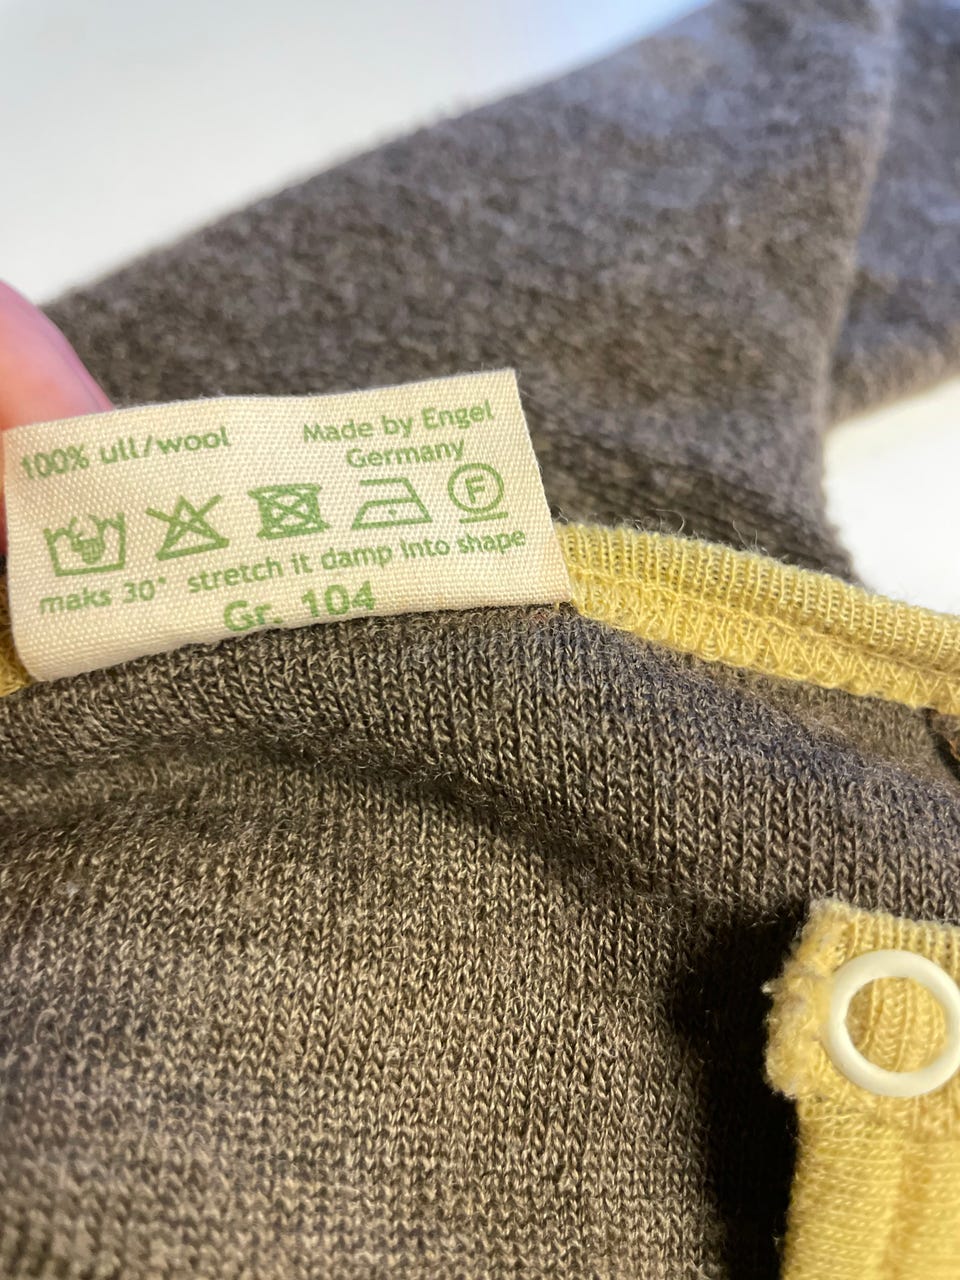 100% ull/wool
Made by Engel
Germany
F
maks 30° stretch it damp into shape
Gr. 104